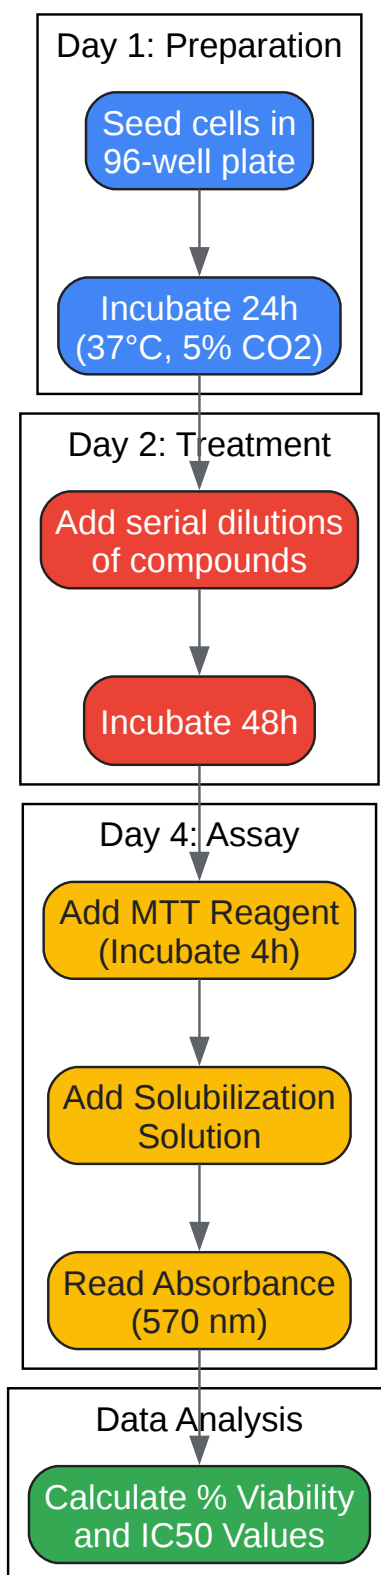 Day 1: Preparation
Seed cells in
96-well plate
Incubate 24h
(37°C, 5% CO2)
Day 2: Treatment
Add serial dilutions
of compounds
Incubate 48h
Day 4: Assay
Add MTT Reagent
(Incubate 4h)
Add Solubilization
Solution
Read Absorbance
(570 nm)
Data Analysis
Calculate % Viability
and IC50 Values